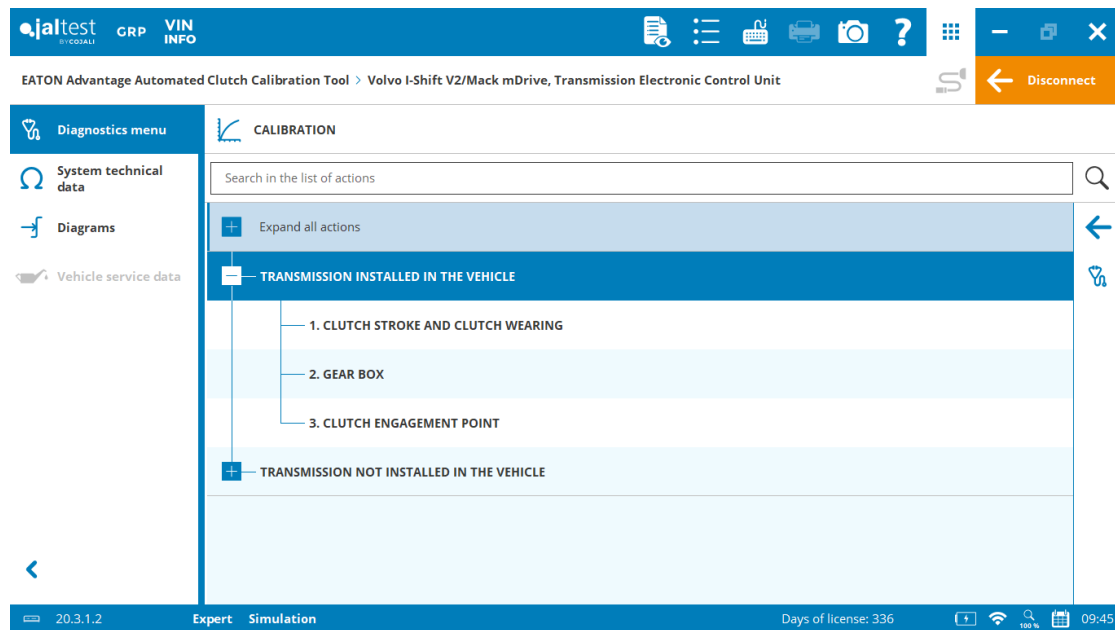 jaltest
BY COJALI
GRP
VIN
INFO
?
EATON Advantage Automated Clutch Calibration Tool > Volvo I-Shift V2/Mack mDrive, Transmission Electronic Control Unit
Disconnect
Diagnostics menu
CALIBRATION
System technical
data
Search in the list of actions
Diagrams
Expand all actions
Vehicle service data
TRANSMISSION INSTALLED IN THE VEHICLE
1. CLUTCH STROKE AND CLUTCH WEARING
2. GEAR BOX
3. CLUTCH ENGAGEMENT POINT
TRANSMISSION NOT INSTALLED IN THE VEHICLE
20.3.1.2
Expert Simulation
Days of license: 336
100 %
09:45